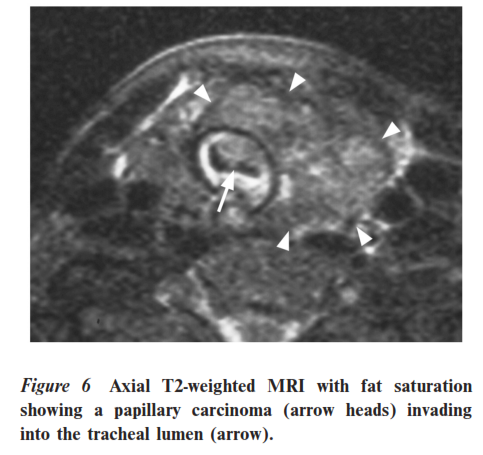 Figure 6 Axial T2-weighted MRI with fat saturation
showing a papillary carcinoma (arrow heads) invading
into the tracheal lumen (arrow).